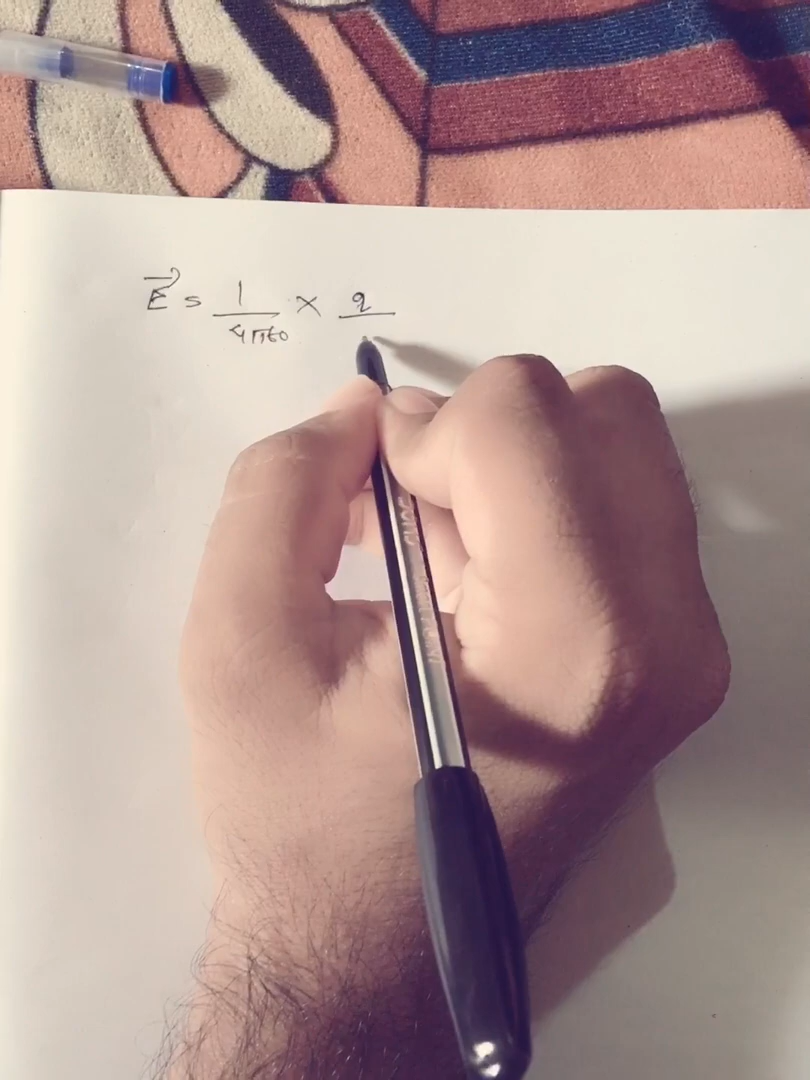 E⃗ = 1/4πε₀ × q/